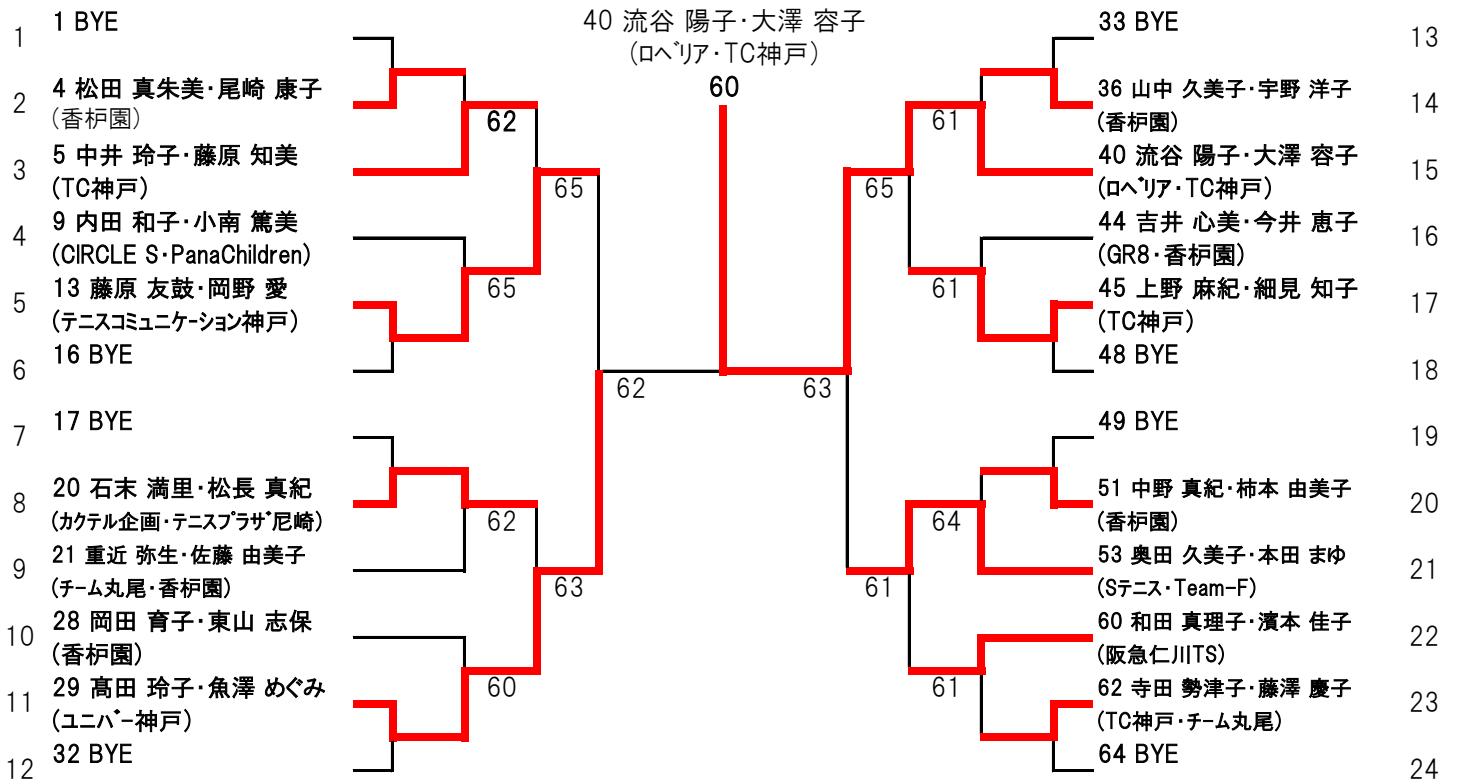 40 流谷 陽子・大澤 容子
(ロベリア・TC神戸)
60
1 1 BYE
2 4 松田 真朱美・尾崎 康子
(香枦園)
3 5 中井 玲子・藤原 知美
(TC神戸)
4 9 内田 和子・小南 篤美
(CIRCLE S・PanaChildren)
5 13 藤原 友鼓・岡野 愛
(テニスコミュニケーション神戸)
6 16 BYE
7 17 BYE
8 20 石末 満里・松長 真紀
(カクテル企画・テニスプラザ尼崎)
9 21 重近 弥生・佐藤 由美子
(チーム丸尾・香枦園)
10 28 岡田 育子・東山 志保
(香枦園)
11 29 髙田 玲子・魚澤 めぐみ
(ユニバー神戸)
12 32 BYE
62
65
65
62
62
63
60
63
61
65
61
64
61
61
33 BYE 13
36 山中 久美子・宇野 洋子 14
(香枦園)
40 流谷 陽子・大澤 容子 15
(ロベリア・TC神戸)
44 吉井 心美・今井 恵子 16
(GR8・香枦園)
45 上野 麻紀・細見 知子 17
(TC神戸)
48 BYE 18
49 BYE 19
51 中野 真紀・柿本 由美子 20
(香枦園)
53 奥田 久美子・本田 まゆ 21
(Sテニス・Team-F)
60 和田 真理子・濱本 佳子 22
(阪急仁川TS)
62 寺田 勢津子・藤澤 慶子 23
(TC神戸・チーム丸尾)
64 BYE 24